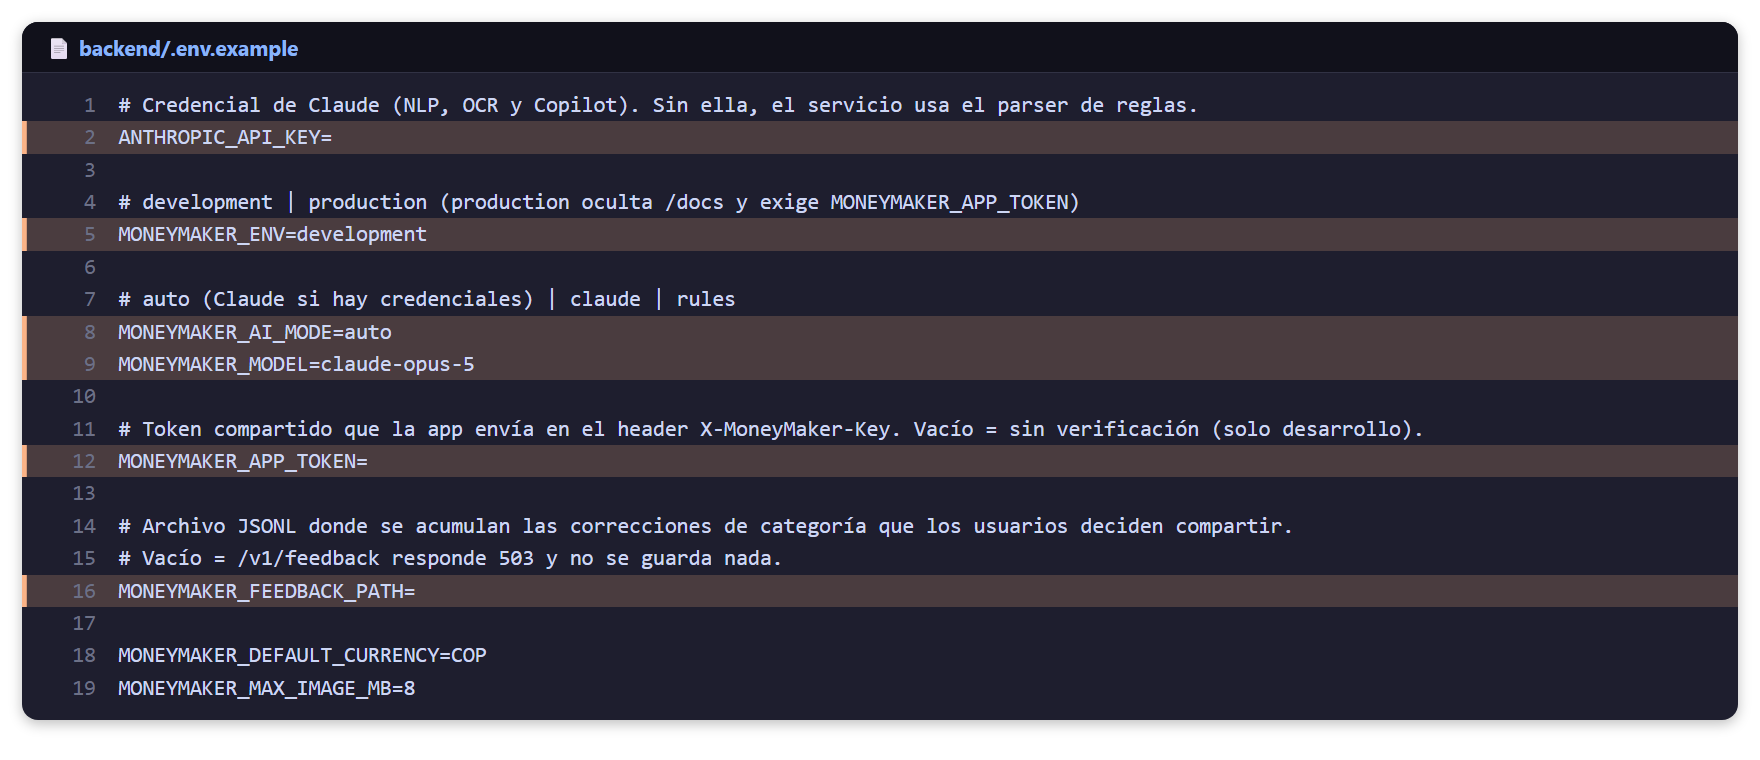 backend/.env.example
1 # Credencial de Claude (NLP, OCR y Copilot). Sin ella, el servicio usa el parser de reglas.
2 ANTHROPIC_API_KEY=
3
4 # development | production (production oculta /docs y exige MONEYMAKER_APP_TOKEN)
5 MONEYMAKER_ENV=development
6
7 # auto (Claude si hay credenciales) | claude | rules
8 MONEYMAKER_AI_MODE=auto
9 MONEYMAKER_MODEL=claude-opus-5
10
11 # Token compartido que la app envía en el header X-MoneyMaker-Key. Vacío = sin verificación (solo desarrollo).
12 MONEYMAKER_APP_TOKEN=
13
14 # Archivo JSONL donde se acumulan las correcciones de categoría que los usuarios deciden compartir.
15 # Vacío = /v1/feedback responde 503 y no se guarda nada.
16 MONEYMAKER_FEEDBACK_PATH=
17
18 MONEYMAKER_DEFAULT_CURRENCY=COP
19 MONEYMAKER_MAX_IMAGE_MB=8